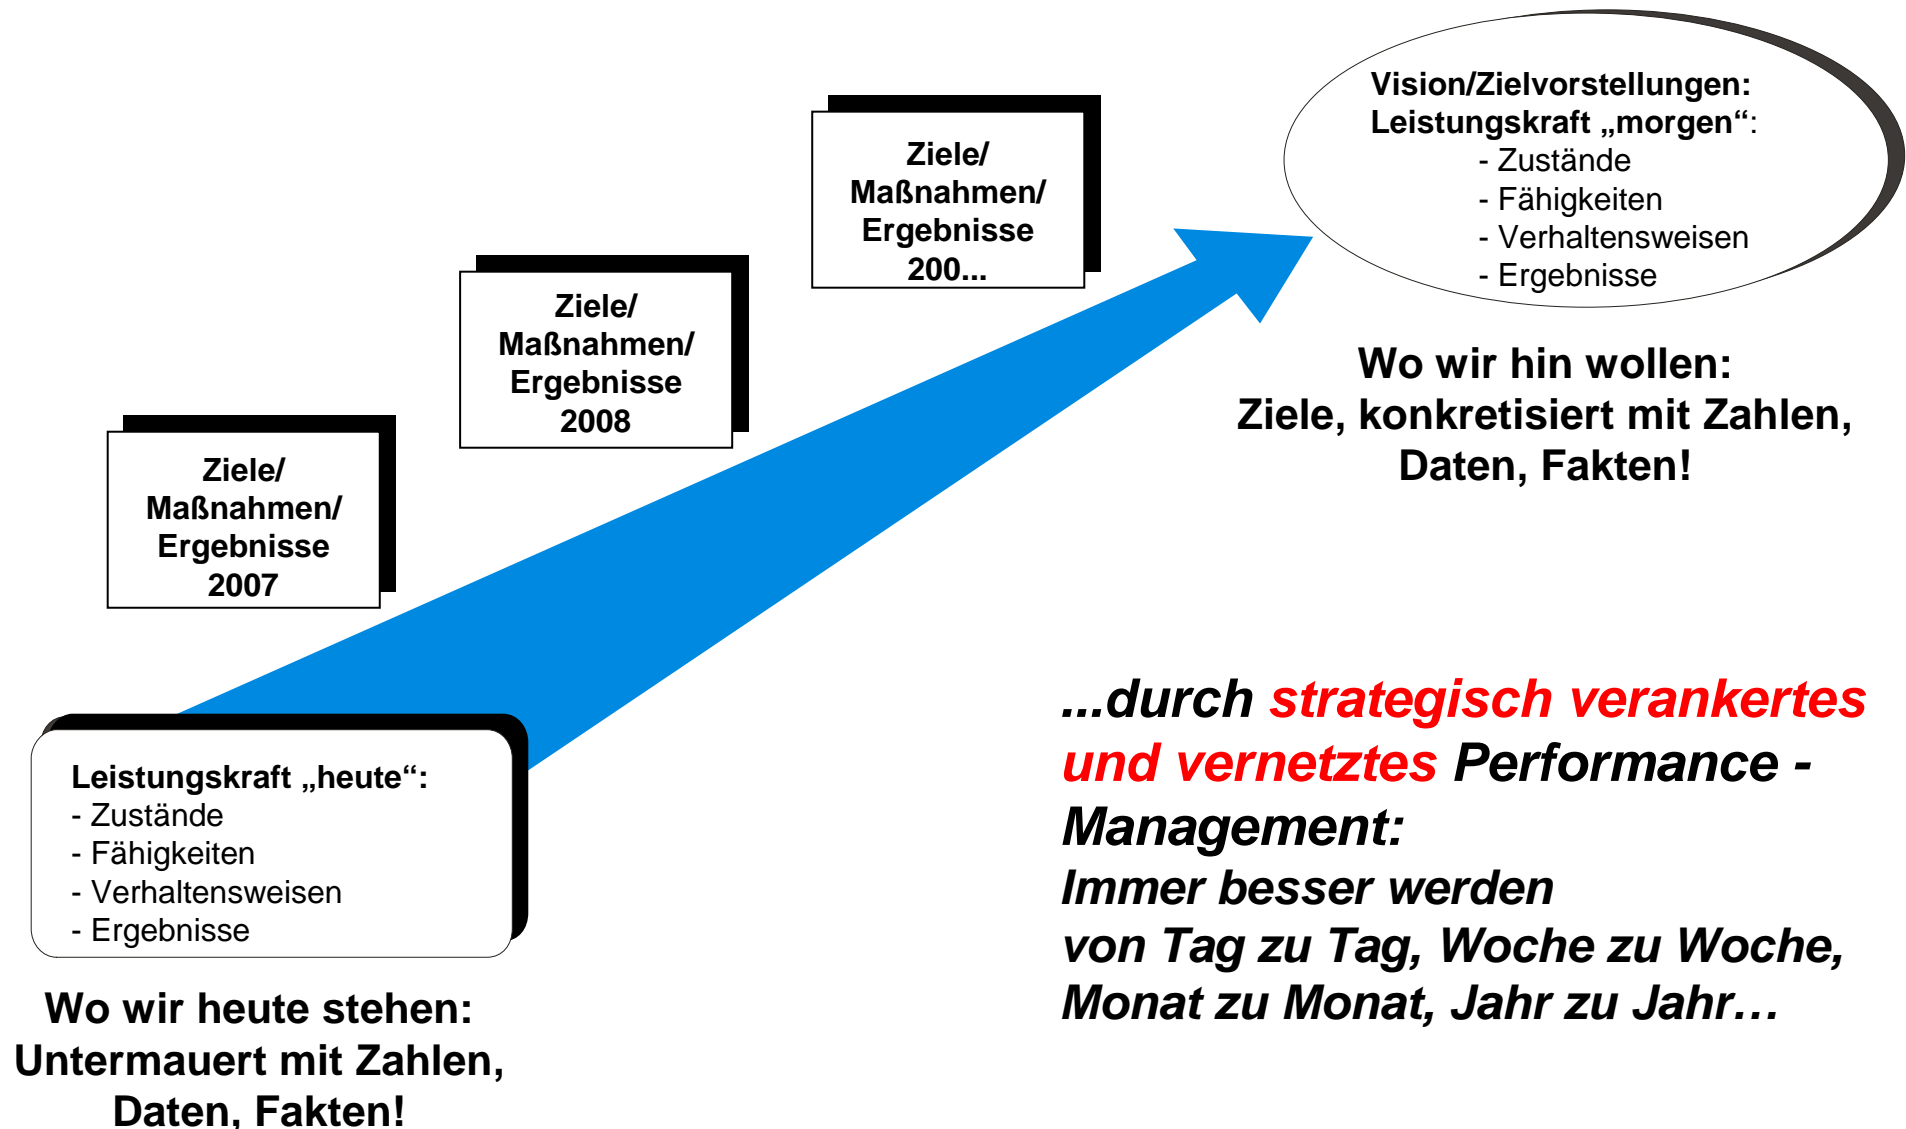 Vision/Zielvorstellungen:
Leistungskraft „morgen“:
- Zustände
- Fähigkeiten
- Verhaltensweisen
- Ergebnisse
Ziele/
Maßnahmen/
Ergebnisse
200...
Ziele/
Maßnahmen/
Ergebnisse
2008
Wo wir hin wollen:
Ziele, konkretisiert mit Zahlen,
Daten, Fakten!
Ziele/
Maßnahmen/
Ergebnisse
2007
...durch strategisch verankertes
und vernetztes Performance -
Management:
Immer besser werden
von Tag zu Tag, Woche zu Woche,
Monat zu Monat, Jahr zu Jahr…
Leistungskraft „heute“:
- Zustände
- Fähigkeiten
- Verhaltensweisen
- Ergebnisse
Wo wir heute stehen:
Untermauert mit Zahlen,
Daten, Fakten!